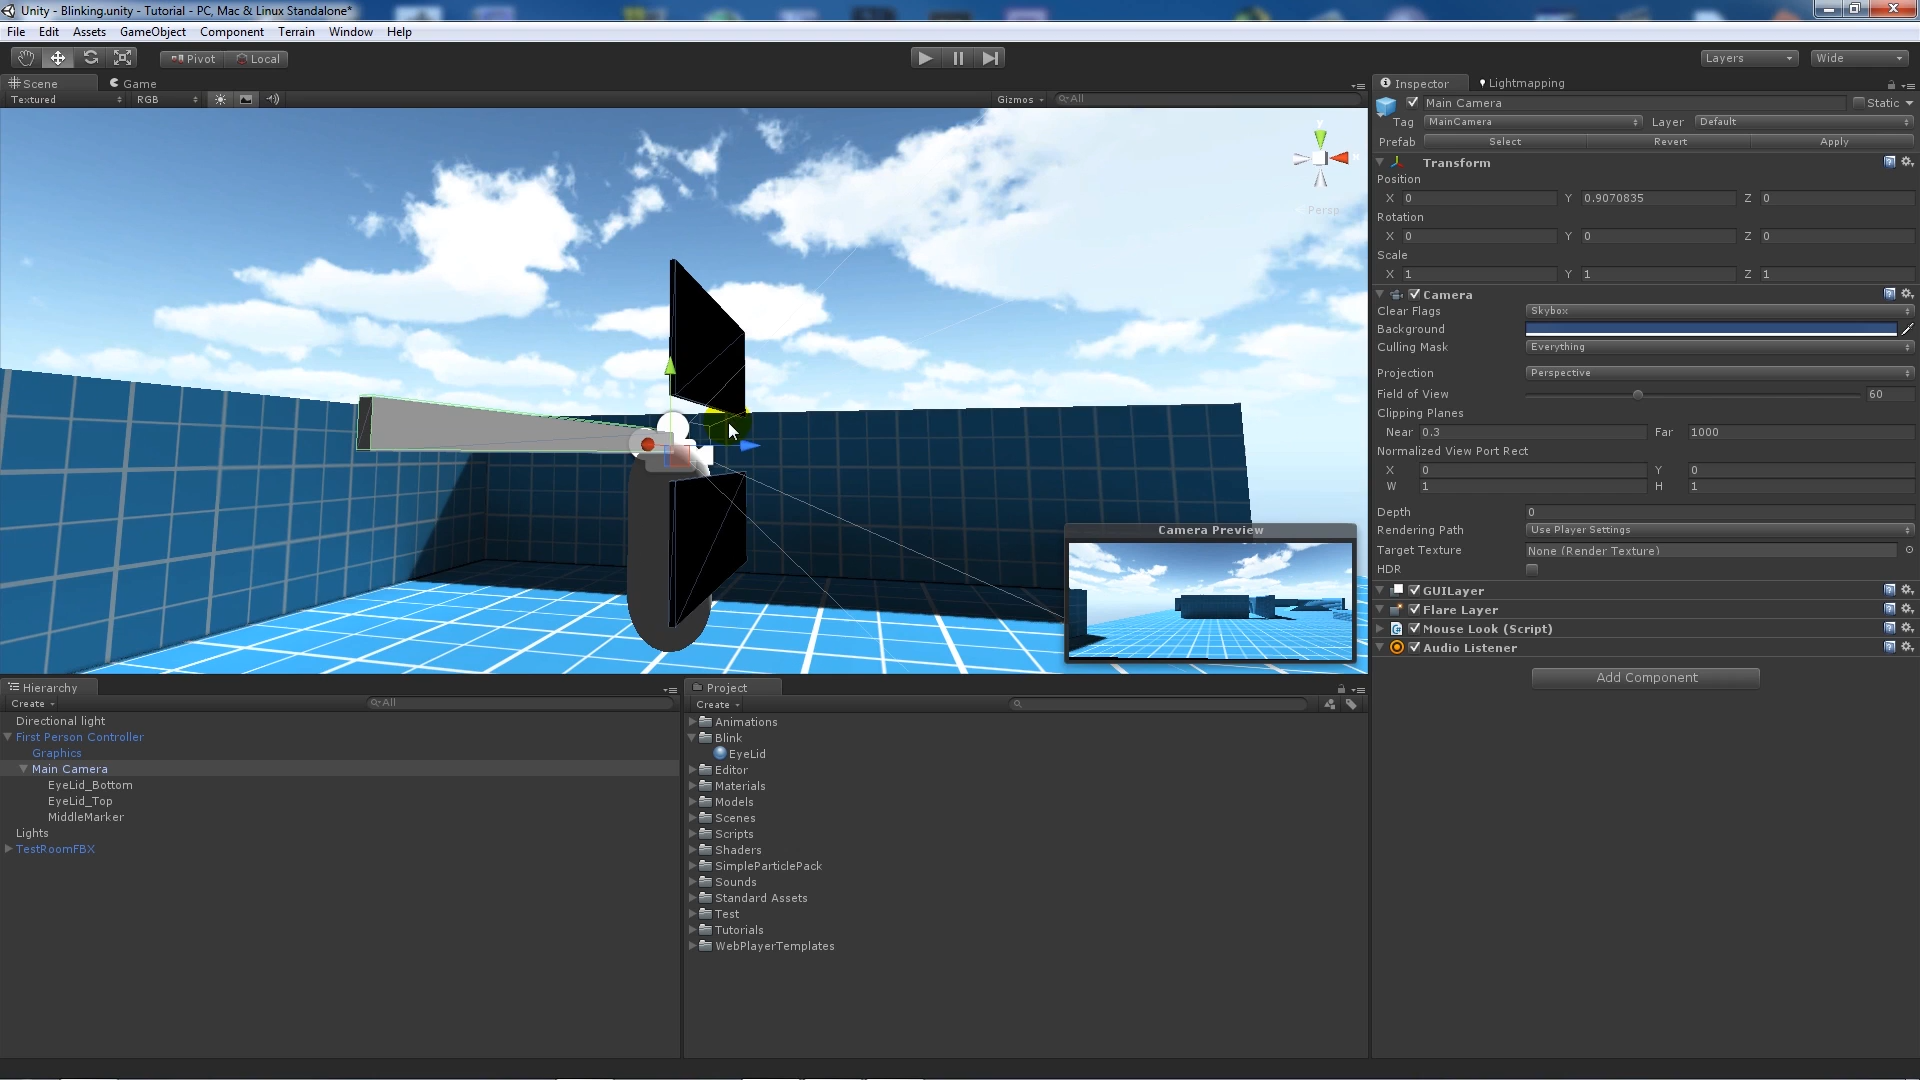 Unity - Blinking.unity - Tutorial - PC, Mac & Linux Standalone*
File Edit Assets GameObject Component Terrain Window Help
Pivot Local Layers Wide
Scene Game
Textured RGB Gizmos All
Persp
Camera Preview
Hierarchy
Create All
Directional light
First Person Controller
Graphics
Main Camera
EyeLid_Bottom
EyeLid_Top
MiddleMarker
Lights
TestRoomFBX
Project
Create
Animations
Blink
EyeLid
Editor
Materials
Models
Scenes
Scripts
Shaders
SimpleParticlePack
Sounds
Standard Assets
Test
Tutorials
WebPlayerTemplates
Inspector Lightmapping
Main Camera Static
Tag MainCamera Layer Default
Prefab Select Revert Apply
Transform
Position
X 0 Y 0.9070835 Z 0
Rotation
X 0 Y 0 Z 0
Scale
X 1 Y 1 Z 1
Camera
Clear Flags Skybox
Background
Culling Mask Everything
Projection Perspective
Field of View 60
Clipping Planes
Near 0.3 Far 1000
Normalized View Port Rect
X 0 Y 0
W 1 H 1
Depth 0
Rendering Path Use Player Settings
Target Texture None (Render Texture)
HDR
GUILayer
Flare Layer
Mouse Look (Script)
Audio Listener
Add Component